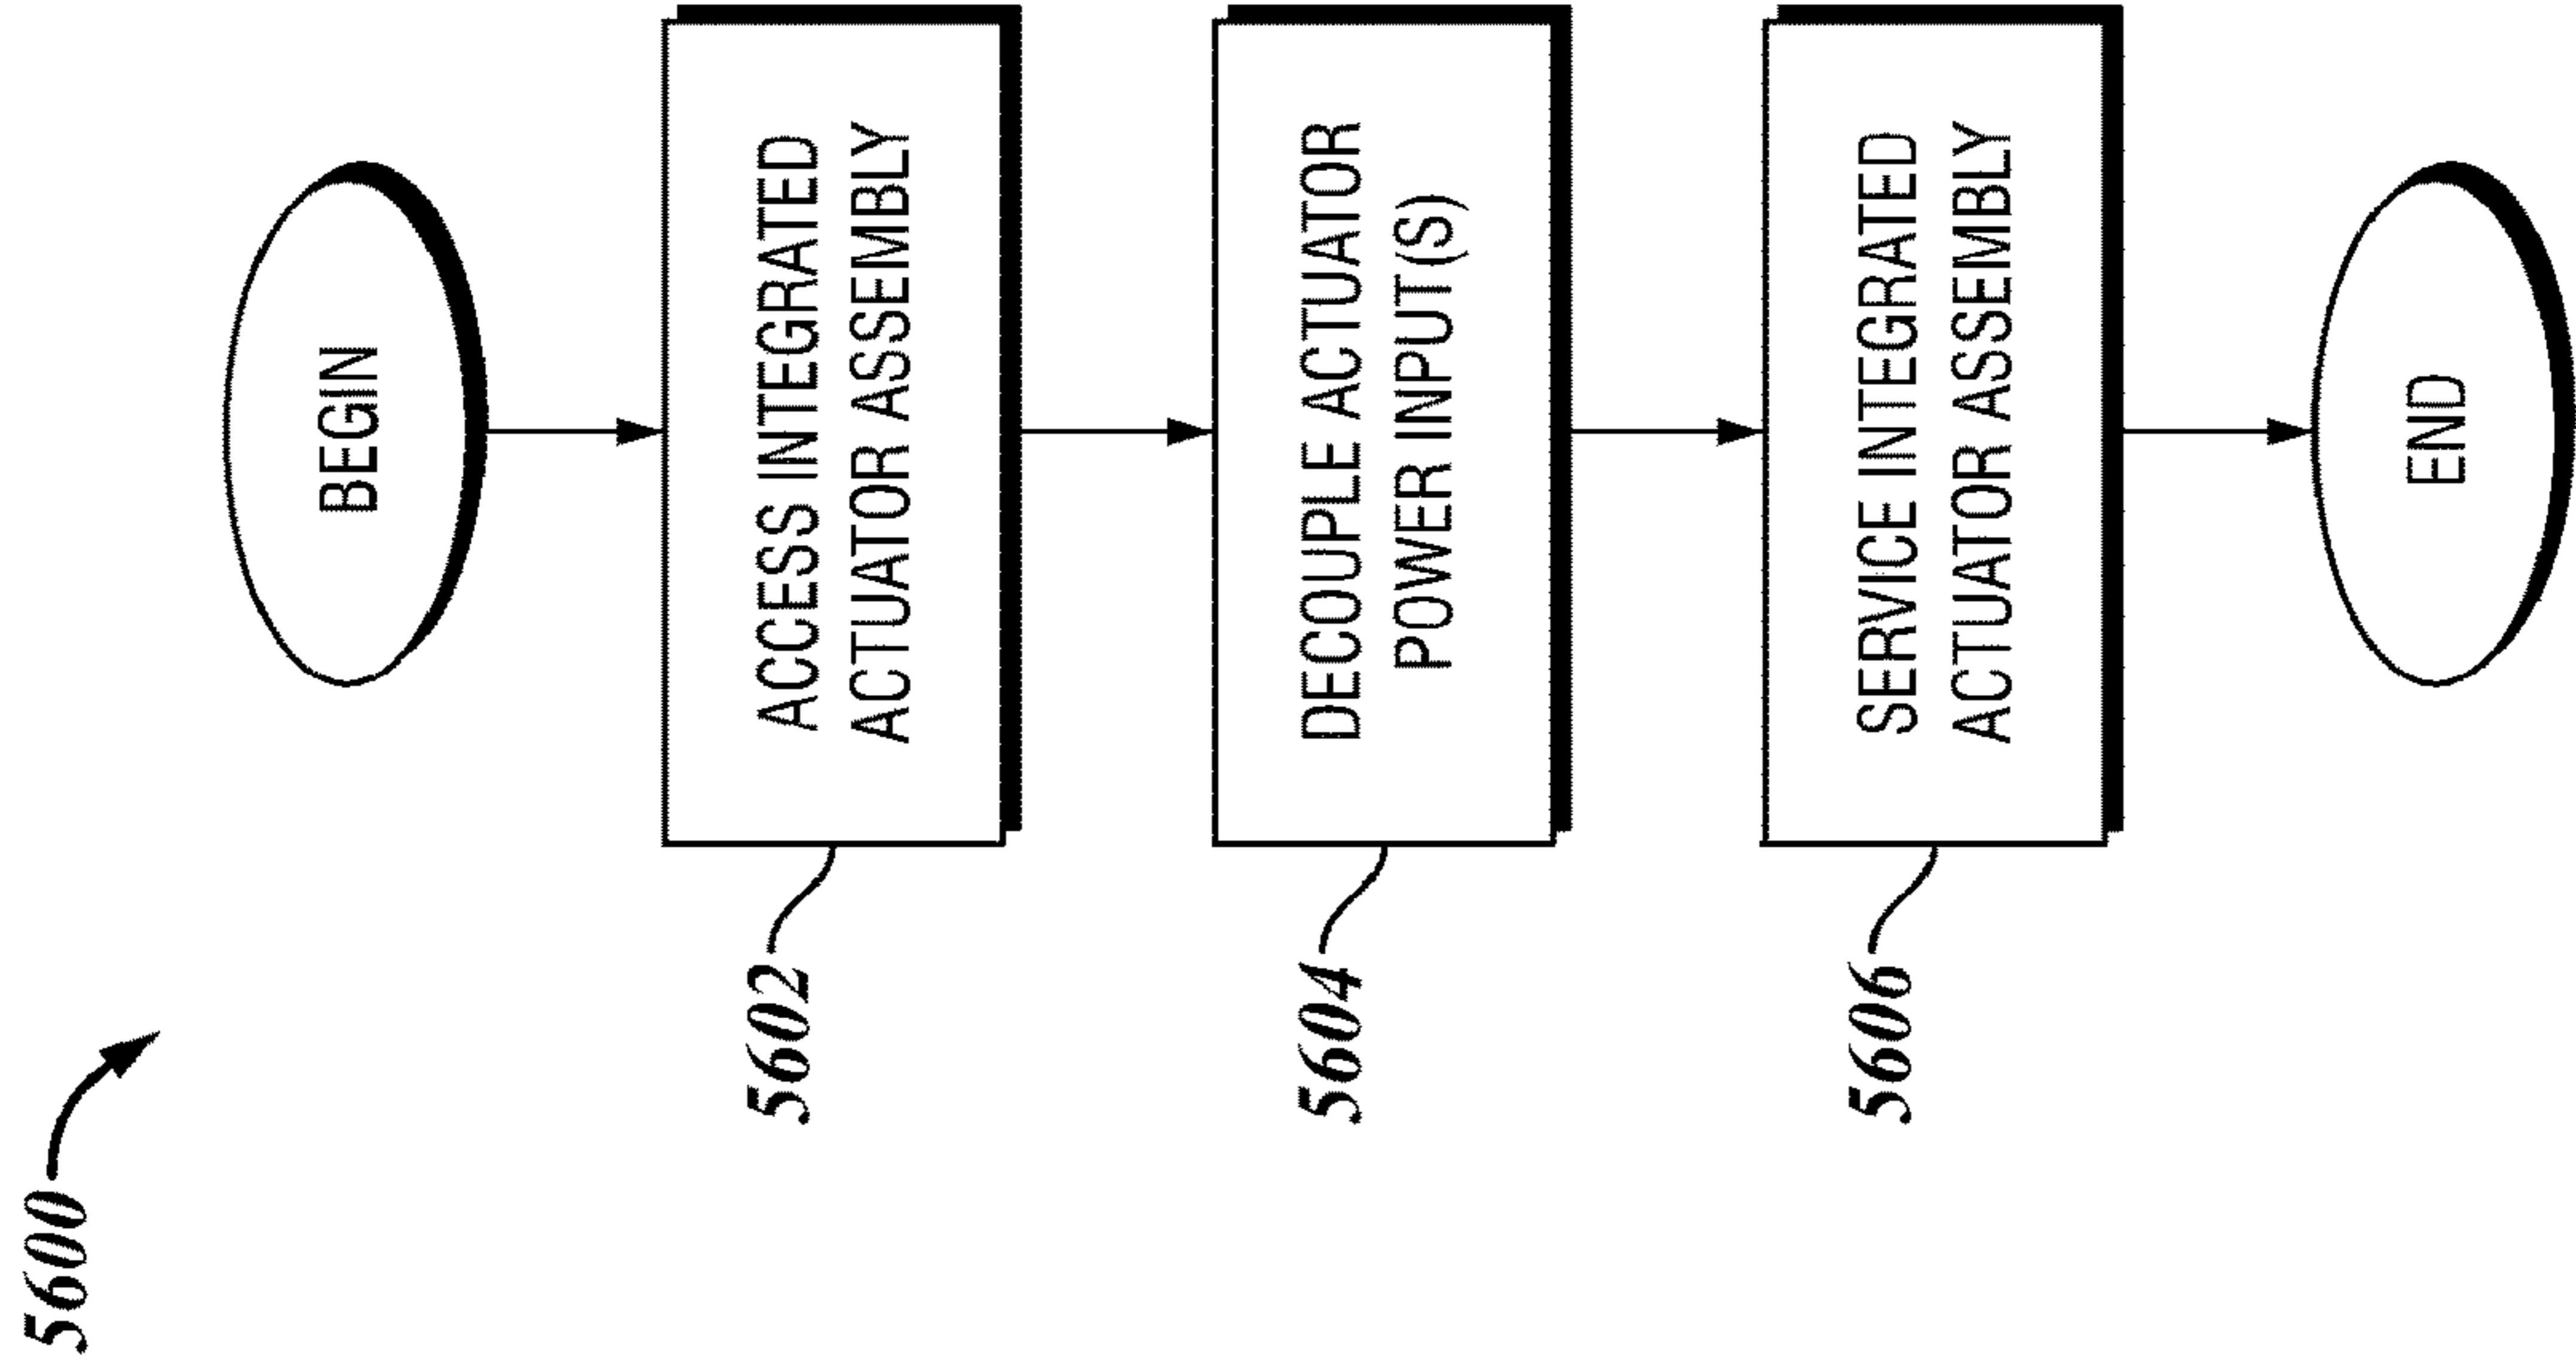 5600
BEGIN
5602
ACCESS INTEGRATED
ACTUATOR ASSEMBLY
5604
DECOUPLE ACTUATOR
POWER INPUT(S)
5606
SERVICE INTEGRATED
ACTUATOR ASSEMBLY
END